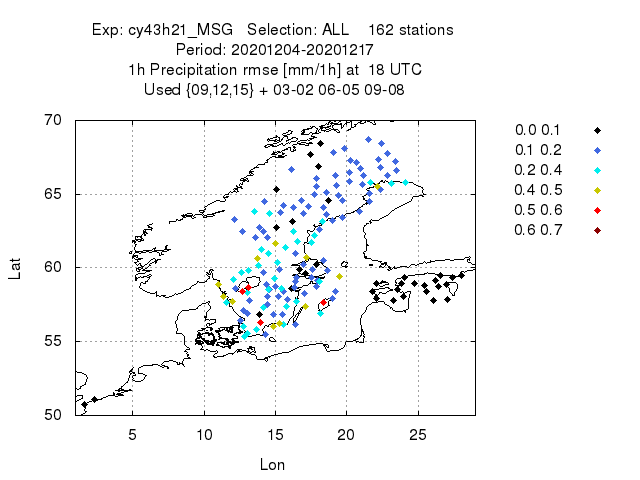 Exp: cy43h21_MSG   Selection: ALL    162 stations
Period: 20201204-20201217
1h Precipitation rmse [mm/1h] at  18 UTC
Used {09,12,15} + 03-02 06-05 09-08
70
65
60
55
50
Lat
5 10 15 20 25
Lon
0.0 0.1
0.1 0.2
0.2 0.4
0.4 0.5
0.5 0.6
0.6 0.7